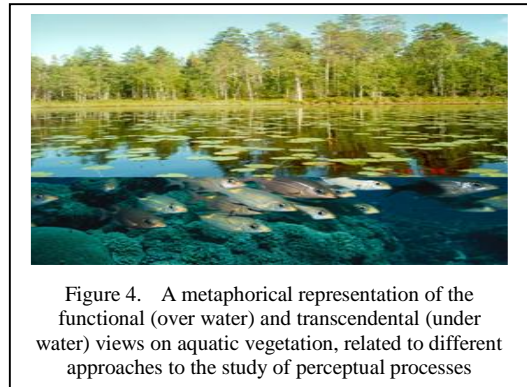 Figure 4. A metaphorical representation of the
functional (over water) and transcendental (under
water) views on aquatic vegetation, related to different
approaches to the study of perceptual processes